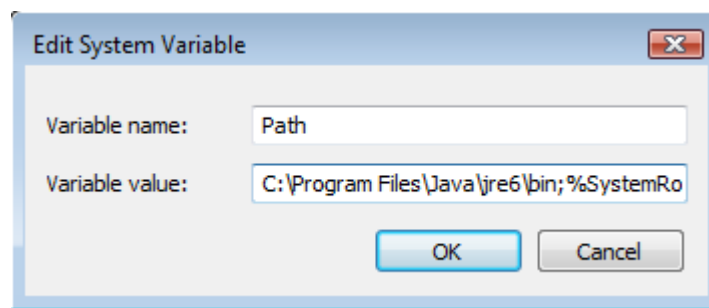 Edit System Variable
Variable name: Path
Variable value: C:\Program Files\Java\jre6\bin;%SystemRo
OK Cancel